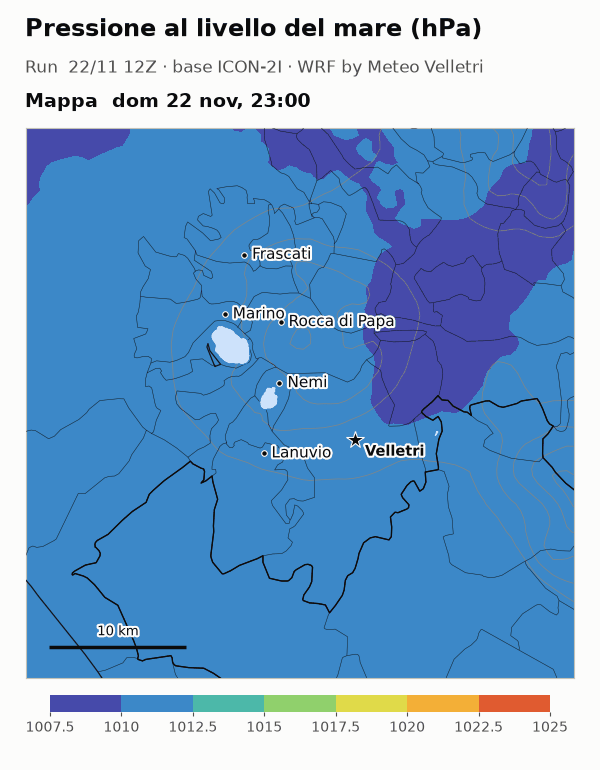 Pressione al livello del mare (hPa)
Run  22/11 12Z · base ICON-2I · WRF by Meteo Velletri
Mappa  dom 22 nov, 23:00
Frascati
Marino
Rocca di Papa
Nemi
Velletri
Lanuvio
10 km
1007.5 1010 1012.5 1015 1017.5 1020 1022.5 1025